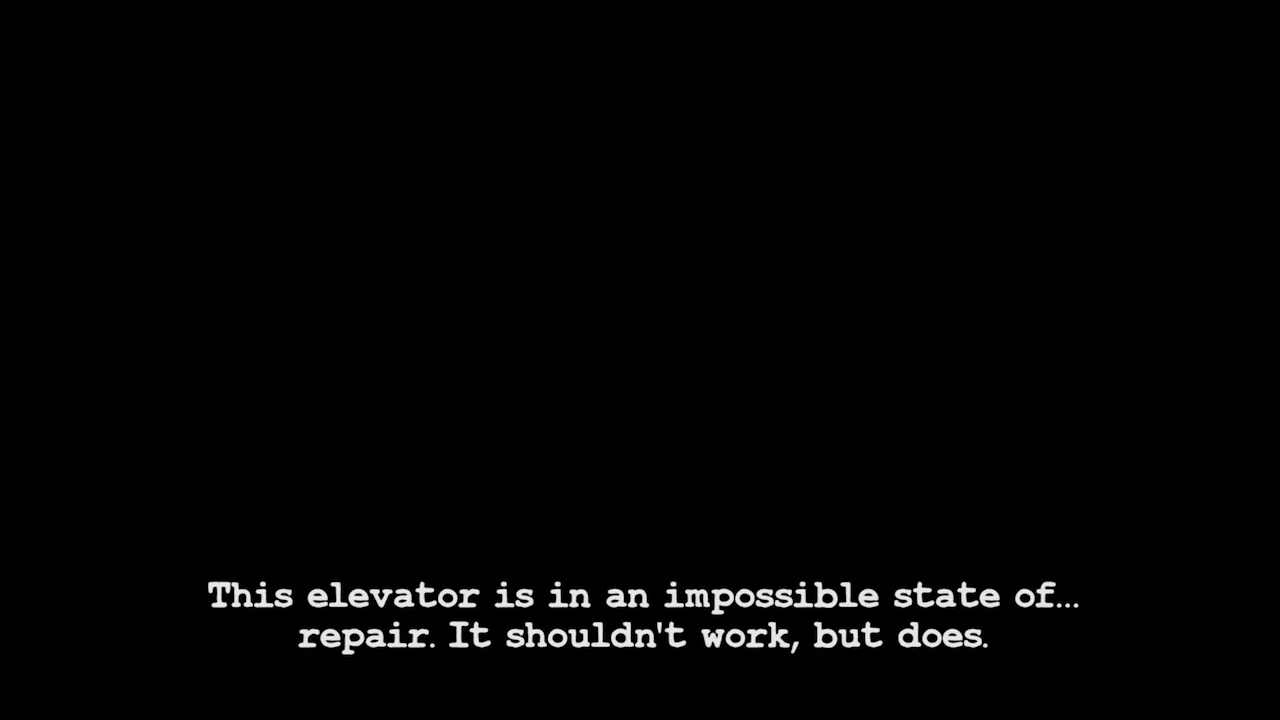 This elevator is in an impossible state of...
repair. It shouldn't work, but does.